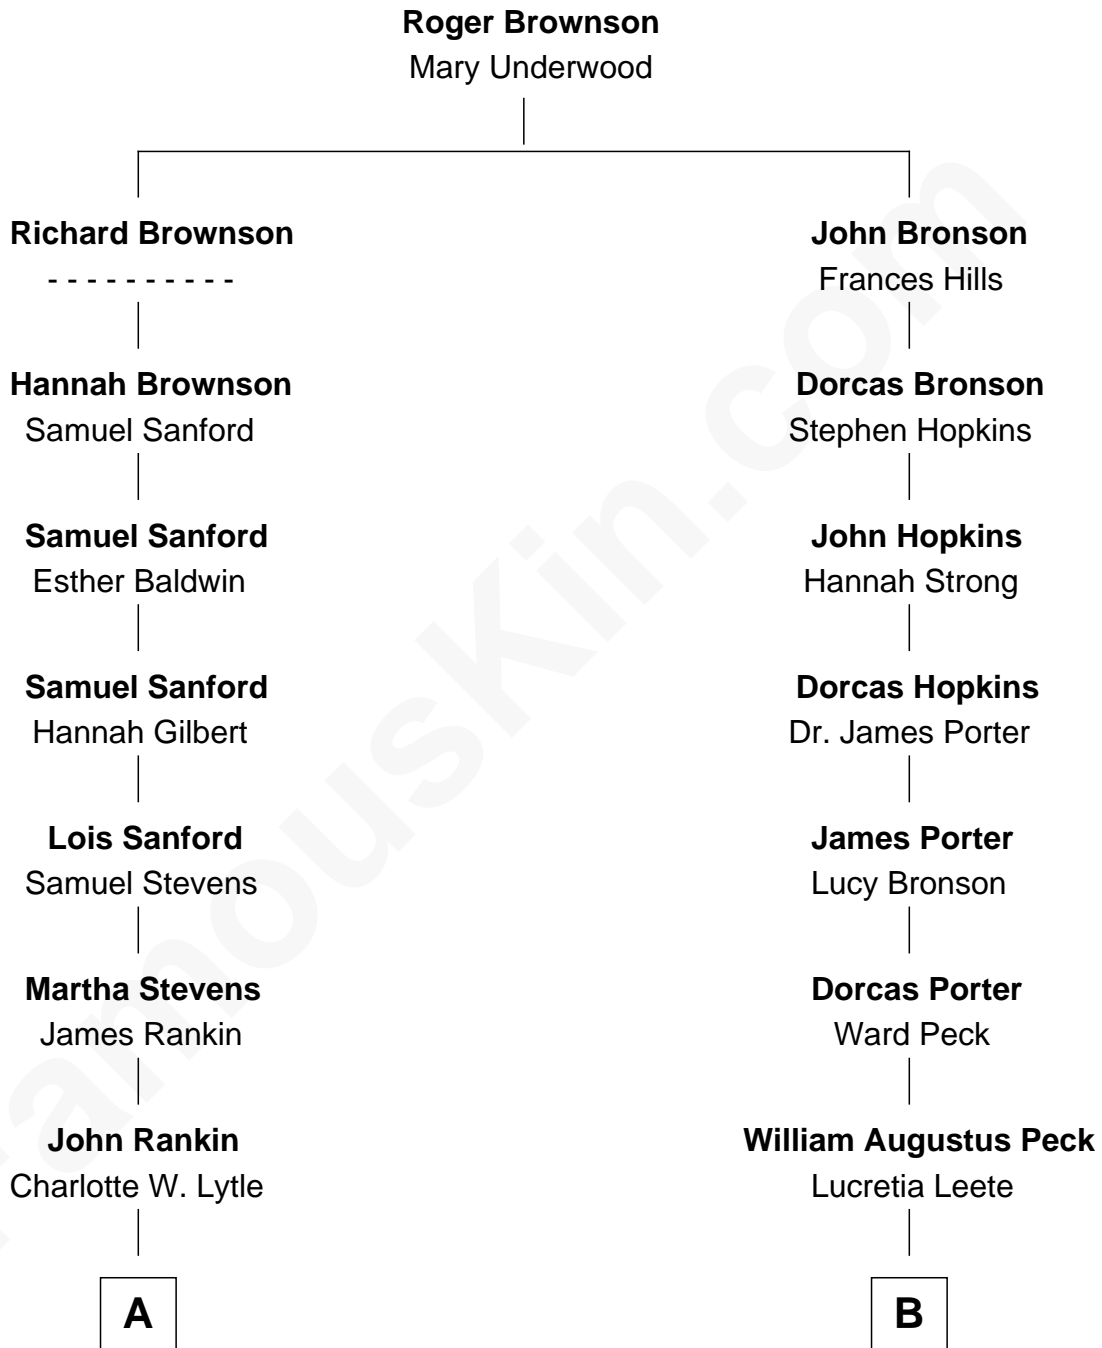 Roger Brownson
Mary Underwood
Richard Brownson
- - - - - - - - - -
John Bronson
Frances Hills
Hannah Brownson
Samuel Sanford
Dorcas Bronson
Stephen Hopkins
Samuel Sanford
Esther Baldwin
John Hopkins
Hannah Strong
Samuel Sanford
Hannah Gilbert
Dorcas Hopkins
Dr. James Porter
Lois Sanford
Samuel Stevens
James Porter
Lucy Bronson
Martha Stevens
James Rankin
Dorcas Porter
Ward Peck
John Rankin
Charlotte W. Lytle
William Augustus Peck
Lucretia Leete
A
B
FamousKin.com